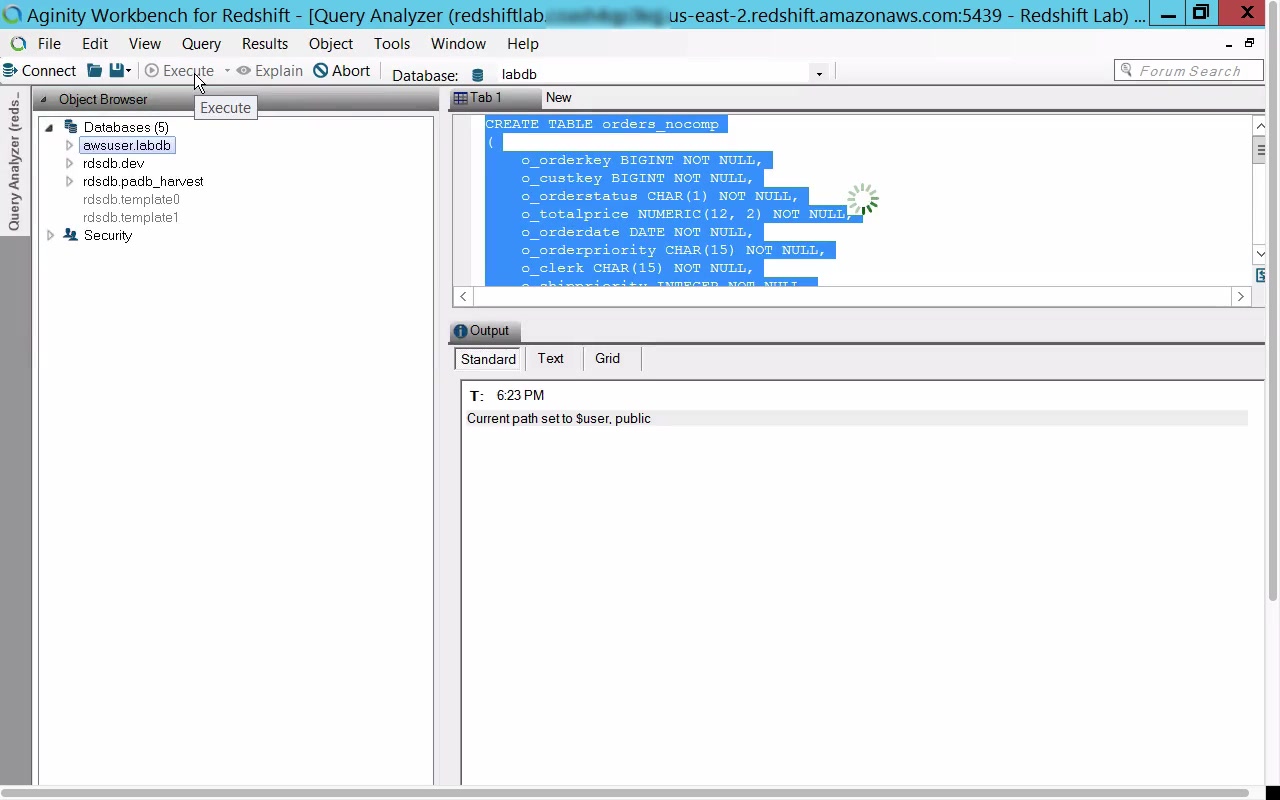 Aginity Workbench for Redshift - [Query Analyzer (redshiftlab. us-east-2.redshift.amazonaws.com:5439 - Redshift Lab) ...
File Edit View Query Results Object Tools Window Help
Connect Execute Explain Abort Database: labdb Forum Search
Execute
Query Analyzer (reds...
Object Browser
Databases (5)
awsuser.labdb
rdsdb.dev
rdsdb.padb_harvest
rdsdb.template0
rdsdb.template1
Security
Tab 1 New
CREATE TABLE orders_nocomp
(
o_orderkey BIGINT NOT NULL,
o_custkey BIGINT NOT NULL,
o_orderstatus CHAR(1) NOT NULL,
o_totalprice NUMERIC(12, 2) NOT NULL,
o_orderdate DATE NOT NULL,
o_orderpriority CHAR(15) NOT NULL,
o_clerk CHAR(15) NOT NULL,
o_shippriority INTEGER NOT NULL,
Output
Standard Text Grid
T: 6:23 PM
Current path set to $user, public